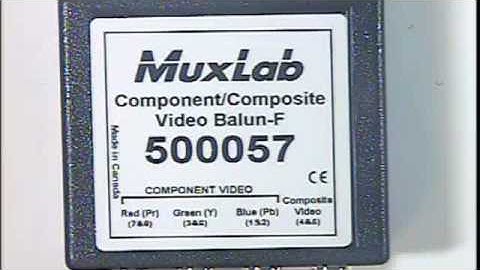 MuxLab
Component/Composite
Video Balun-F
500057
Made in Canada
CE
COMPONENT VIDEO
Red (Pr) Green (Y) Blue (Pb) Composite Video
(7&8) (3&6) (1&2) (4&5)